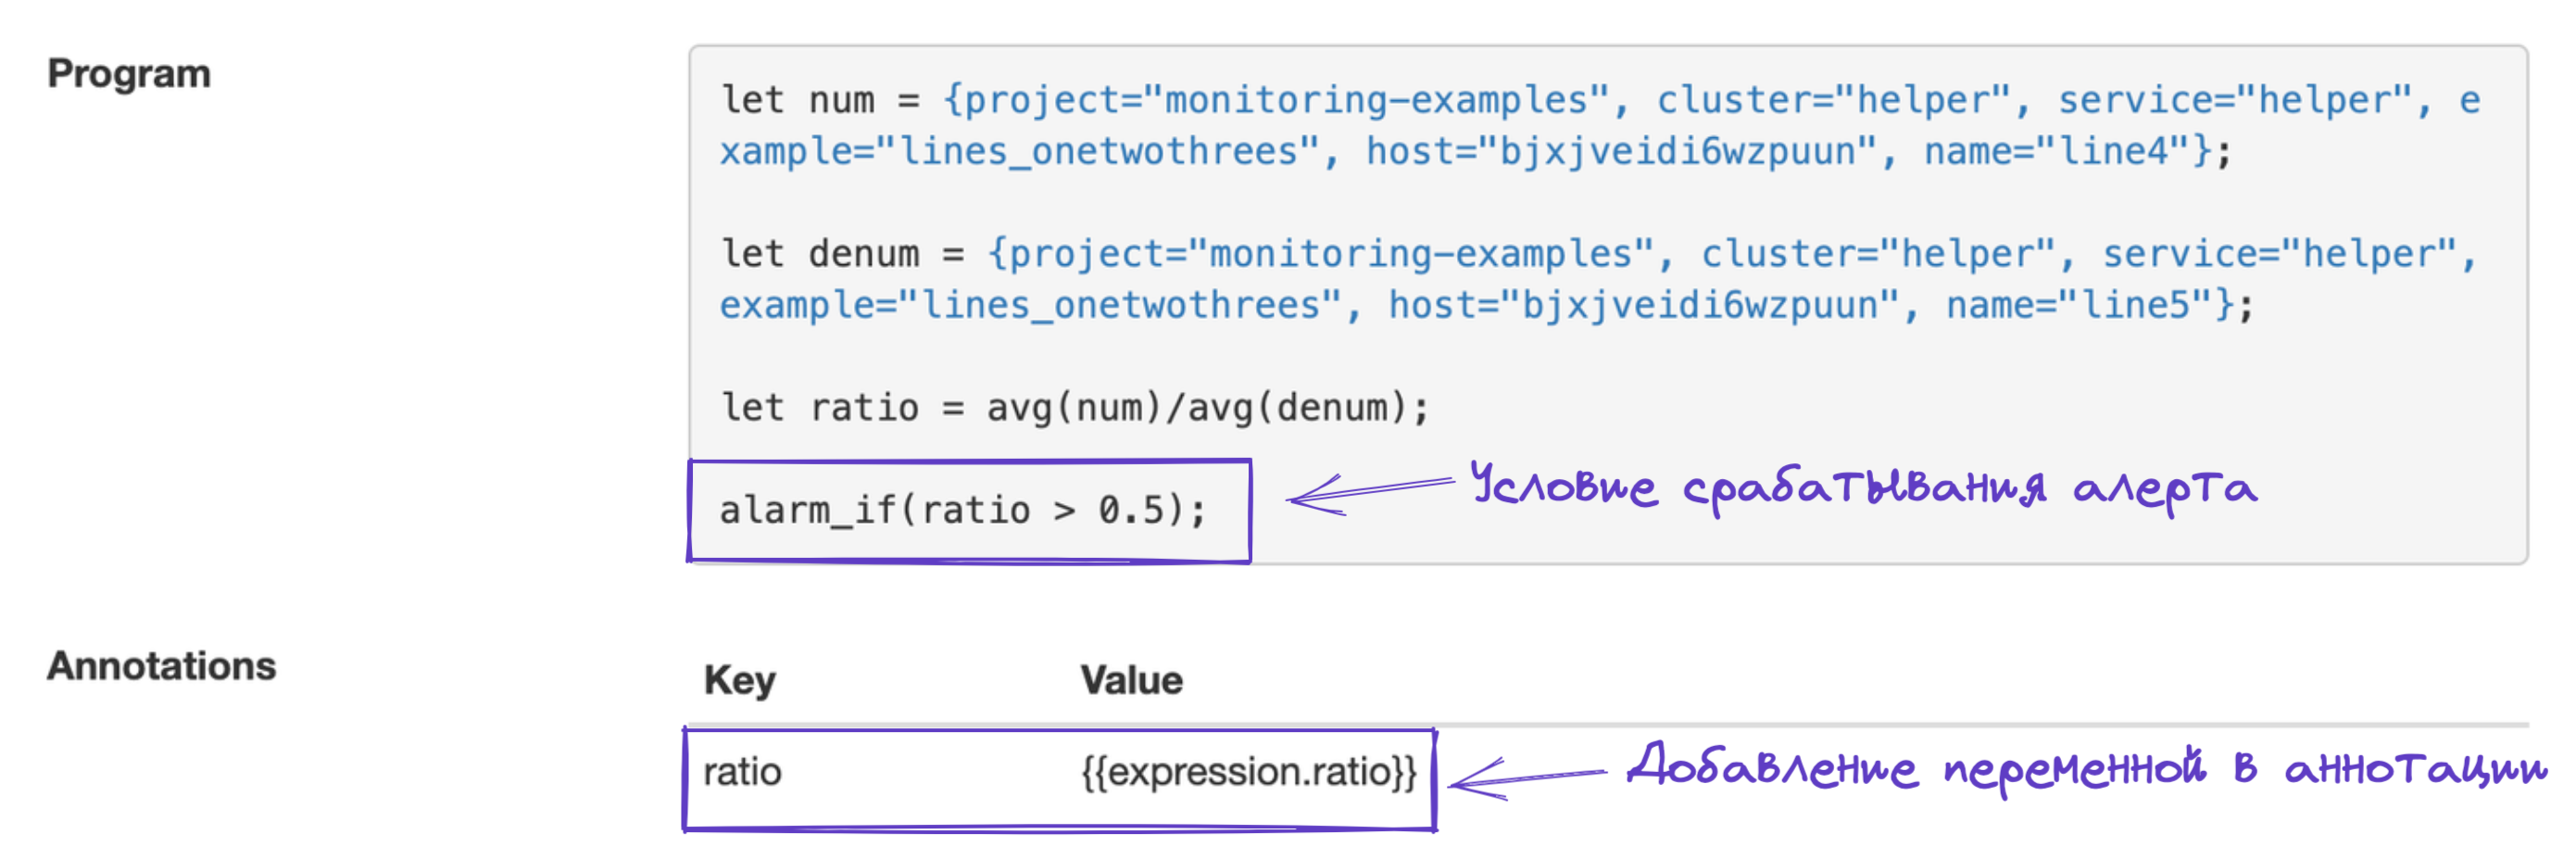 Program
let num = {project="monitoring-examples", cluster="helper", service="helper", e
xample="lines_onetwothrees", host="bjxjveidi6wzpuun", name="line4"};
let denum = {project="monitoring-examples", cluster="helper", service="helper",
example="lines_onetwothrees", host="bjxjveidi6wzpuun", name="line5"};
let ratio = avg(num)/avg(denum);
alarm_if(ratio > 0.5);
Условие срабатывания алерта
Annotations
Key Value
ratio {{expression.ratio}}
Добавление переменной в аннотации